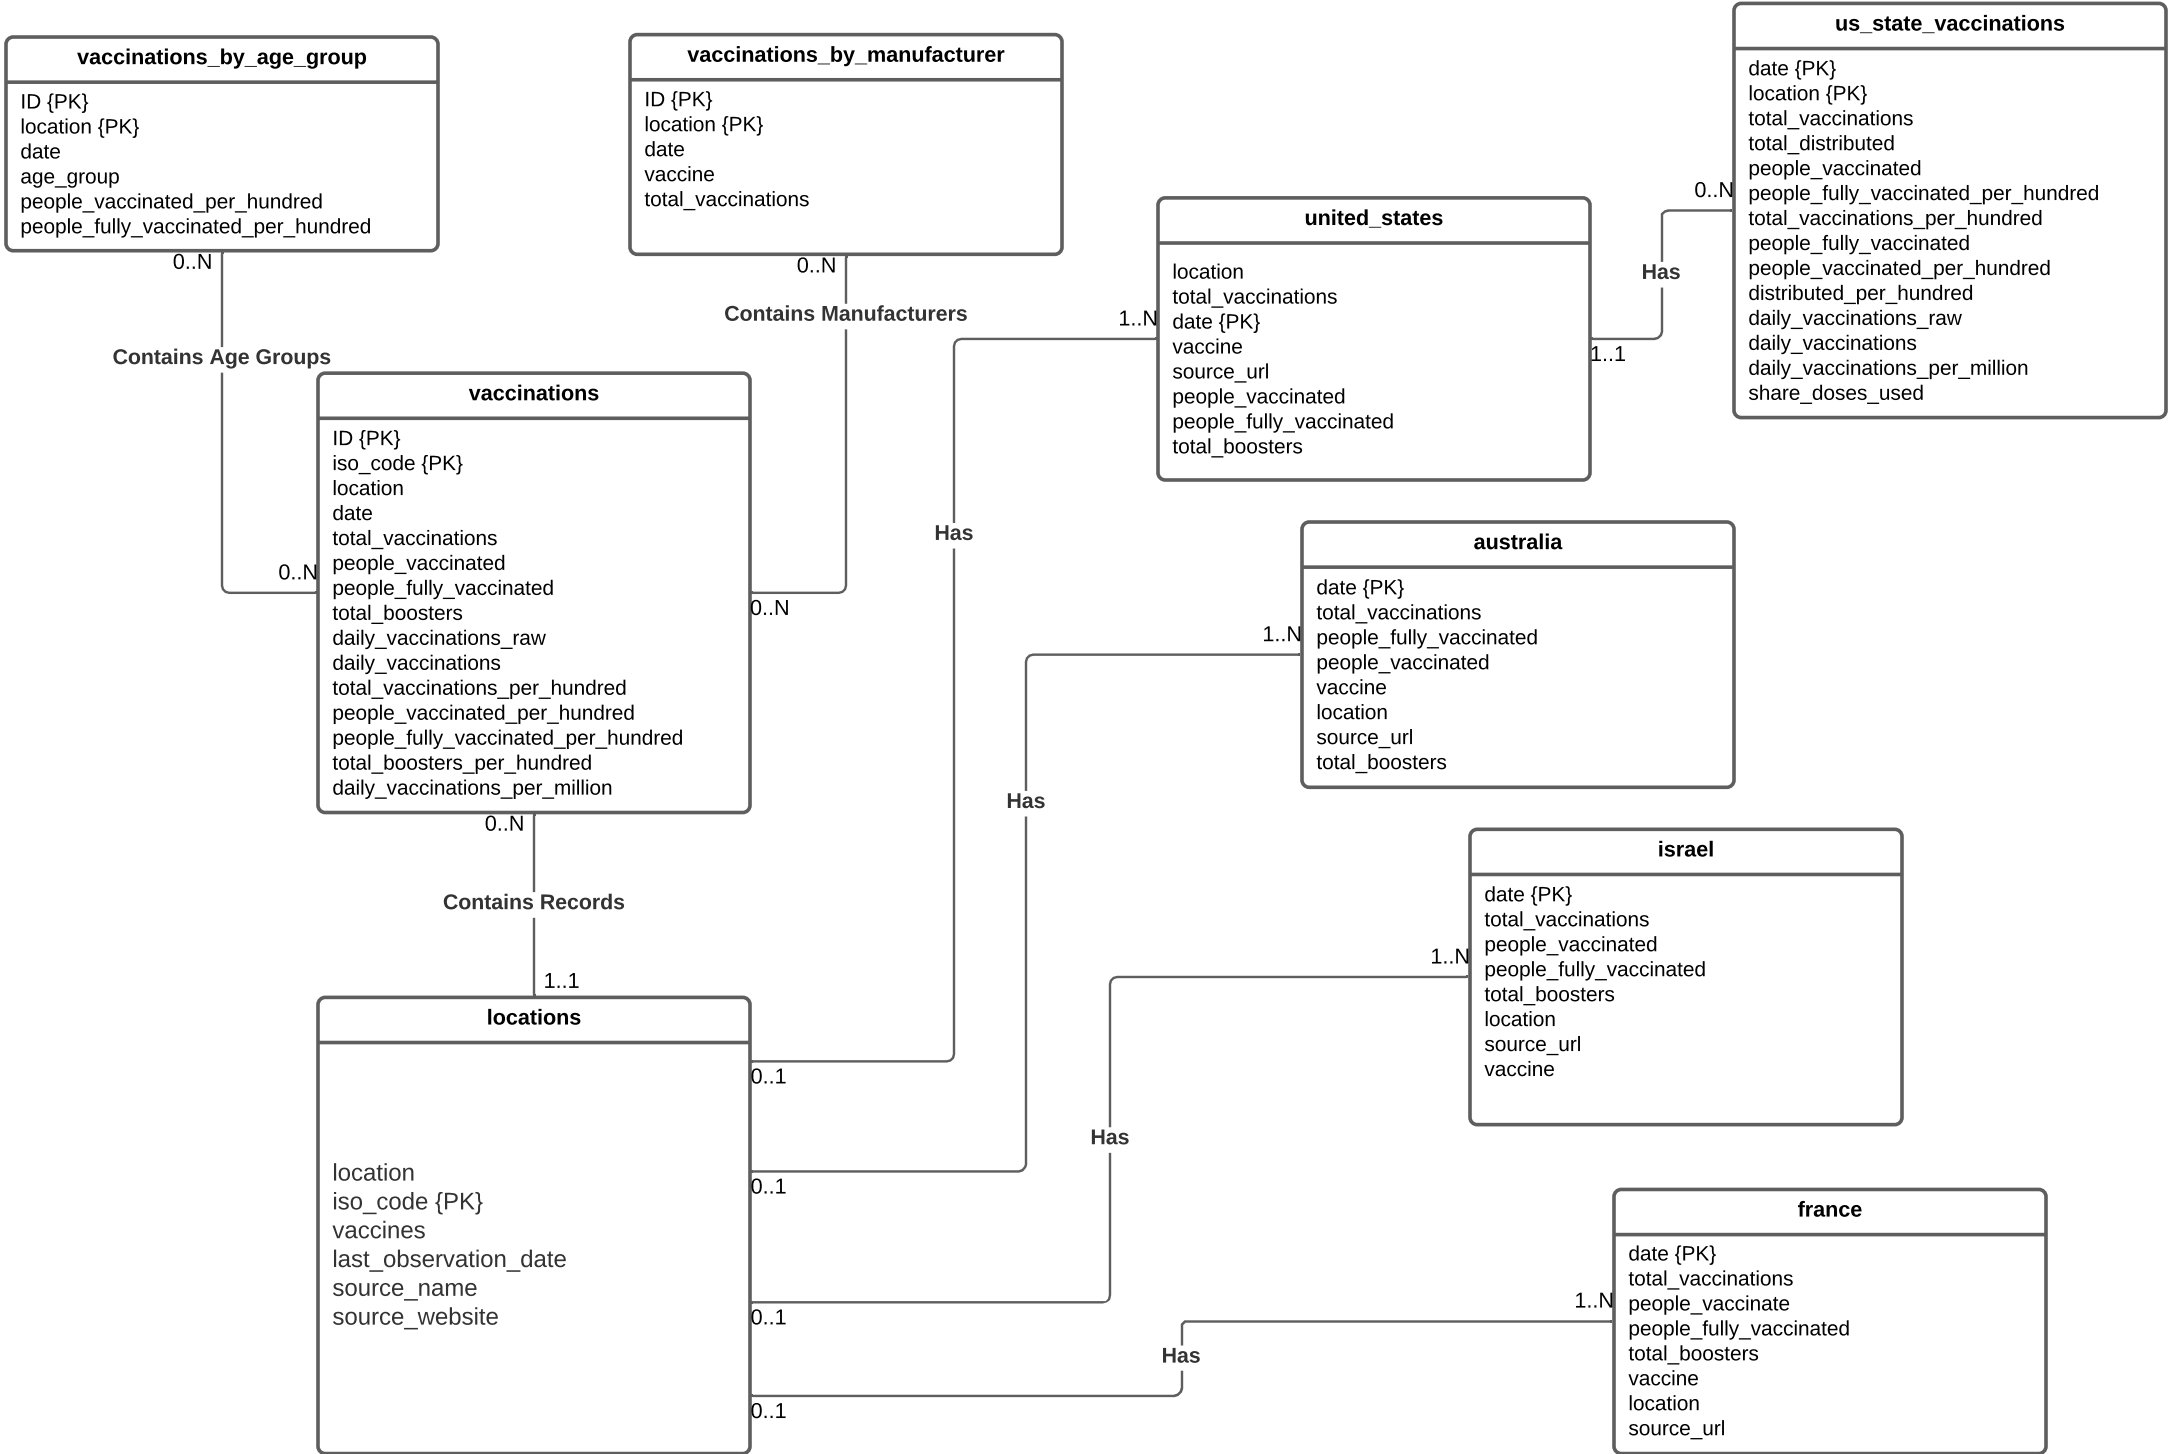 vaccinations_by_age_group
ID {PK}
location {PK}
date
age_group
people_vaccinated_per_hundred
people_fully_vaccinated_per_hundred
0..N
Contains Age Groups
0..N
vaccinations_by_manufacturer
ID {PK}
location {PK}
date
vaccine
total_vaccinations
0..N
Contains Manufacturers
0..N
vaccinations
ID {PK}
iso_code {PK}
location
date
total_vaccinations
people_vaccinated
people_fully_vaccinated
total_boosters
daily_vaccinations_raw
daily_vaccinations
total_vaccinations_per_hundred
people_vaccinated_per_hundred
people_fully_vaccinated_per_hundred
total_boosters_per_hundred
daily_vaccinations_per_million
0..N
Contains Records
1..1
locations
location
iso_code {PK}
vaccines
last_observation_date
source_name
source_website
0..1
0..1
0..1
0..1
Has
Has
Has
Has
1..N
united_states
location
total_vaccinations
date {PK}
vaccine
source_url
people_vaccinated
people_fully_vaccinated
total_boosters
1..1
Has
0..N
us_state_vaccinations
date {PK}
location {PK}
total_vaccinations
total_distributed
people_vaccinated
people_fully_vaccinated_per_hundred
total_vaccinations_per_hundred
people_fully_vaccinated
people_vaccinated_per_hundred
distributed_per_hundred
daily_vaccinations_raw
daily_vaccinations
daily_vaccinations_per_million
share_doses_used
1..N
australia
date {PK}
total_vaccinations
people_fully_vaccinated
people_vaccinated
vaccine
location
source_url
total_boosters
1..N
israel
date {PK}
total_vaccinations
people_vaccinated
people_fully_vaccinated
total_boosters
location
source_url
vaccine
1..N
france
date {PK}
total_vaccinations
people_vaccinate
people_fully_vaccinated
total_boosters
vaccine
location
source_url